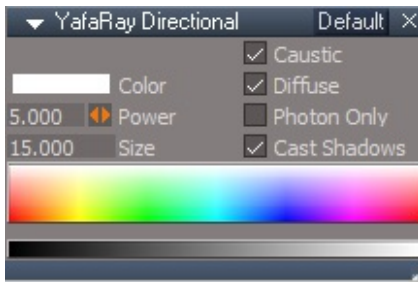 YafaRay Directional Default
Caustic
Color Diffuse
5.000 Power Photon Only
15.000 Size Cast Shadows